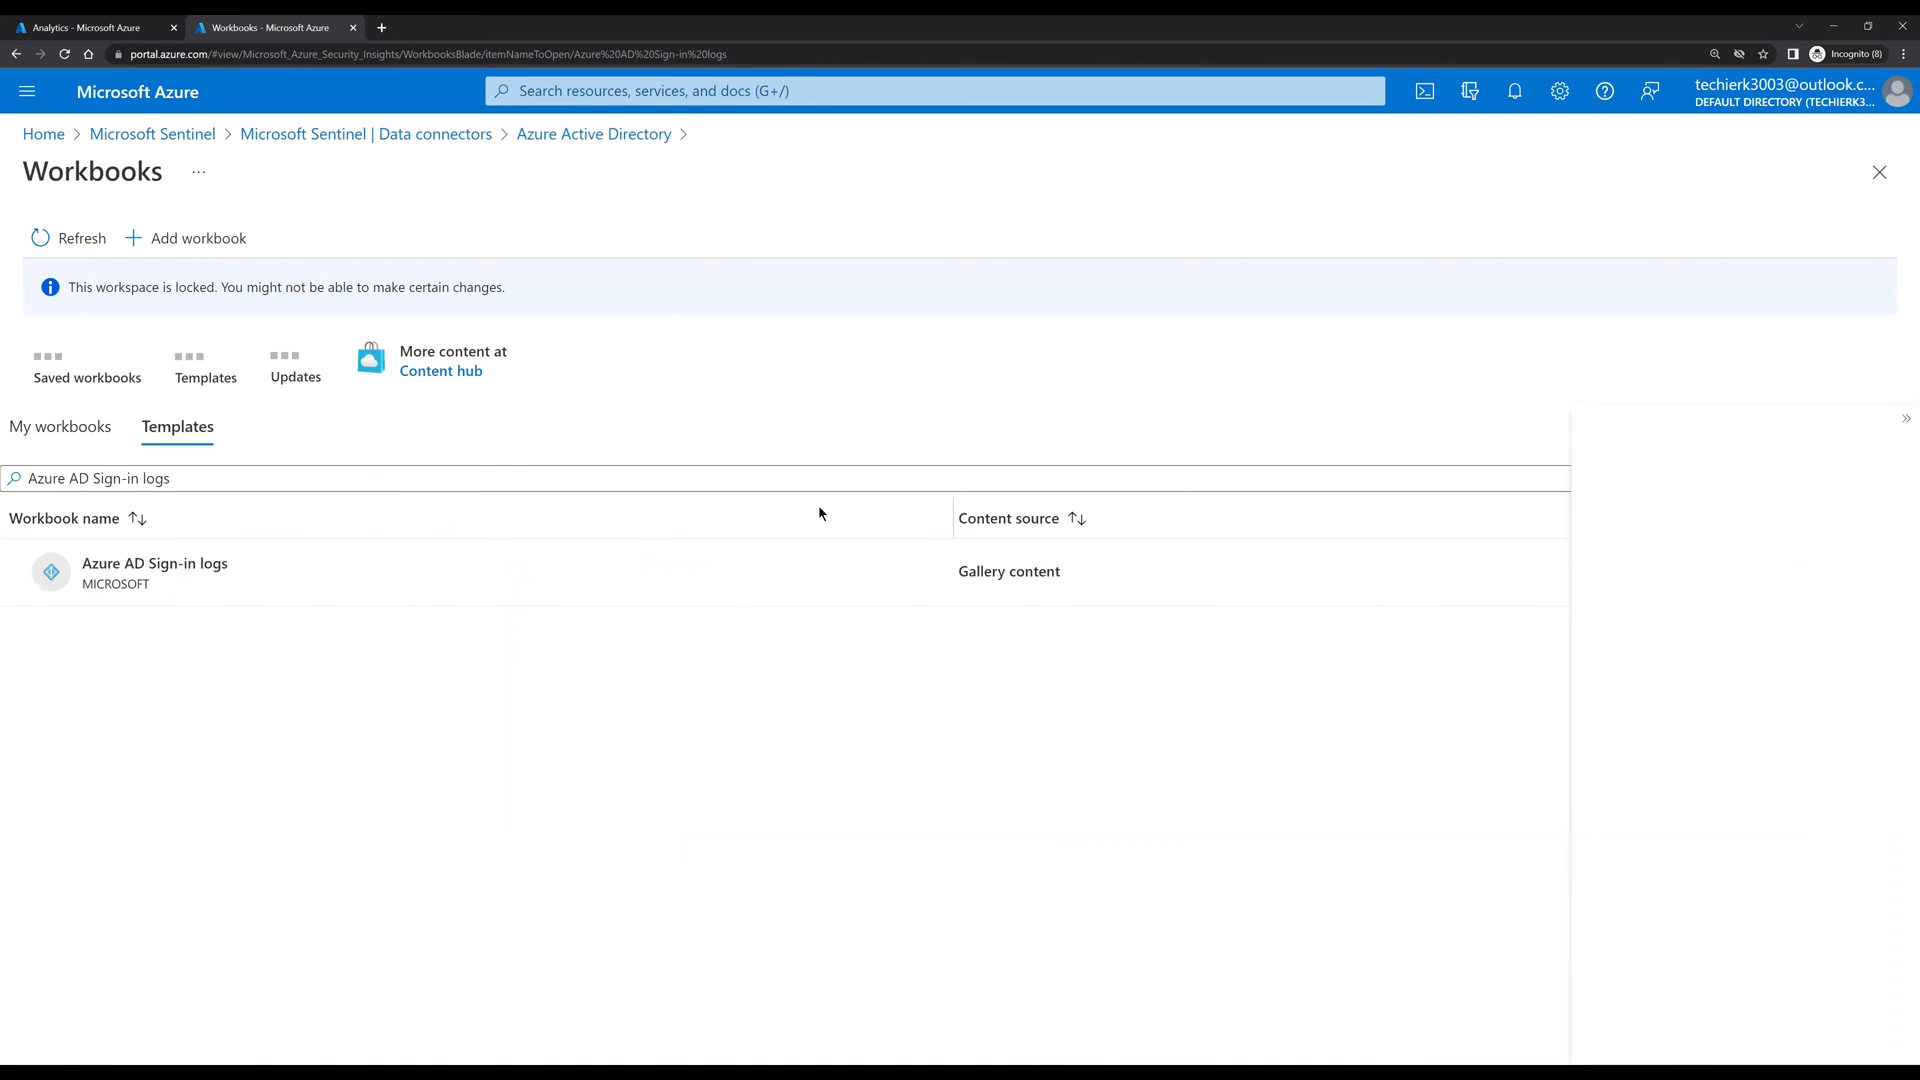 Analytics - Microsoft Azure
Workbooks - Microsoft Azure
portal.azure.com/#view/Microsoft_Azure_Security_Insights/WorkbooksBlade/itemNameToOpen/Azure%20AD%20Sign-in%20logs
Incognito (8)
Microsoft Azure
Search resources, services, and docs (G+/)
techierk3003@outlook.c...
DEFAULT DIRECTORY (TECHIERK3...
Home > Microsoft Sentinel > Microsoft Sentinel | Data connectors > Azure Active Directory >
Workbooks ...
Refresh + Add workbook
This workspace is locked. You might not be able to make certain changes.
Saved workbooks
Templates
Updates
More content at
Content hub
My workbooks
Templates
Azure AD Sign-in logs
Workbook name
Content source
Azure AD Sign-in logs
MICROSOFT
Gallery content